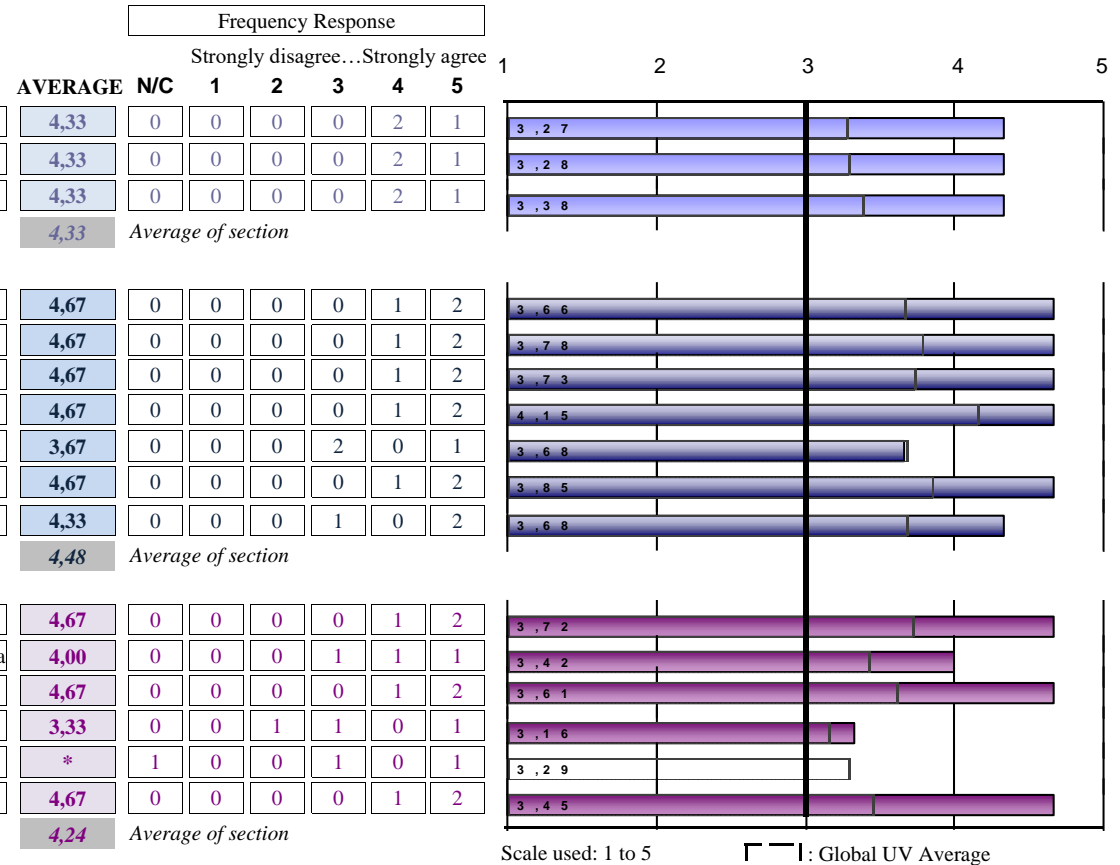 Frequency Response
Strongly disagree…Strongly agree
AVERAGE N/C 1 2 3 4 5
1 2 3 4 5
4,33 0 0 0 0 2 1 3,27
4,33 0 0 0 0 2 1 3,28
4,33 0 0 0 0 2 1 3,38
4,33 Average of section
4,67 0 0 0 0 1 2 3,66
4,67 0 0 0 0 1 2 3,78
4,67 0 0 0 0 1 2 3,73
4,67 0 0 0 0 1 2 4,15
3,67 0 0 0 2 0 1 3,68
4,67 0 0 0 0 1 2 3,85
4,33 0 0 0 1 0 2 3,68
4,48 Average of section
4,67 0 0 0 0 1 2 3,72
a 4,00 0 0 0 1 1 1 3,42
4,67 0 0 0 0 1 2 3,61
3,33 0 0 1 1 0 1 3,16
* 1 0 0 1 0 1 3,29
4,67 0 0 0 0 1 2 3,45
4,24 Average of section
Scale used: 1 to 5 : Global UV Average